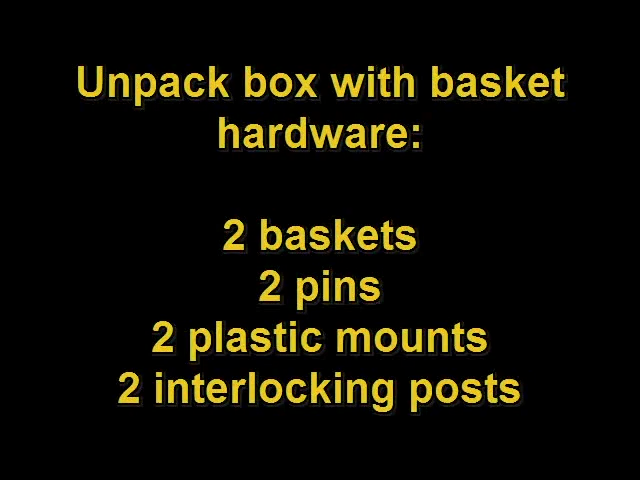 Unpack box with basket
hardware:
2 baskets
2 pins
2 plastic mounts
2 interlocking posts